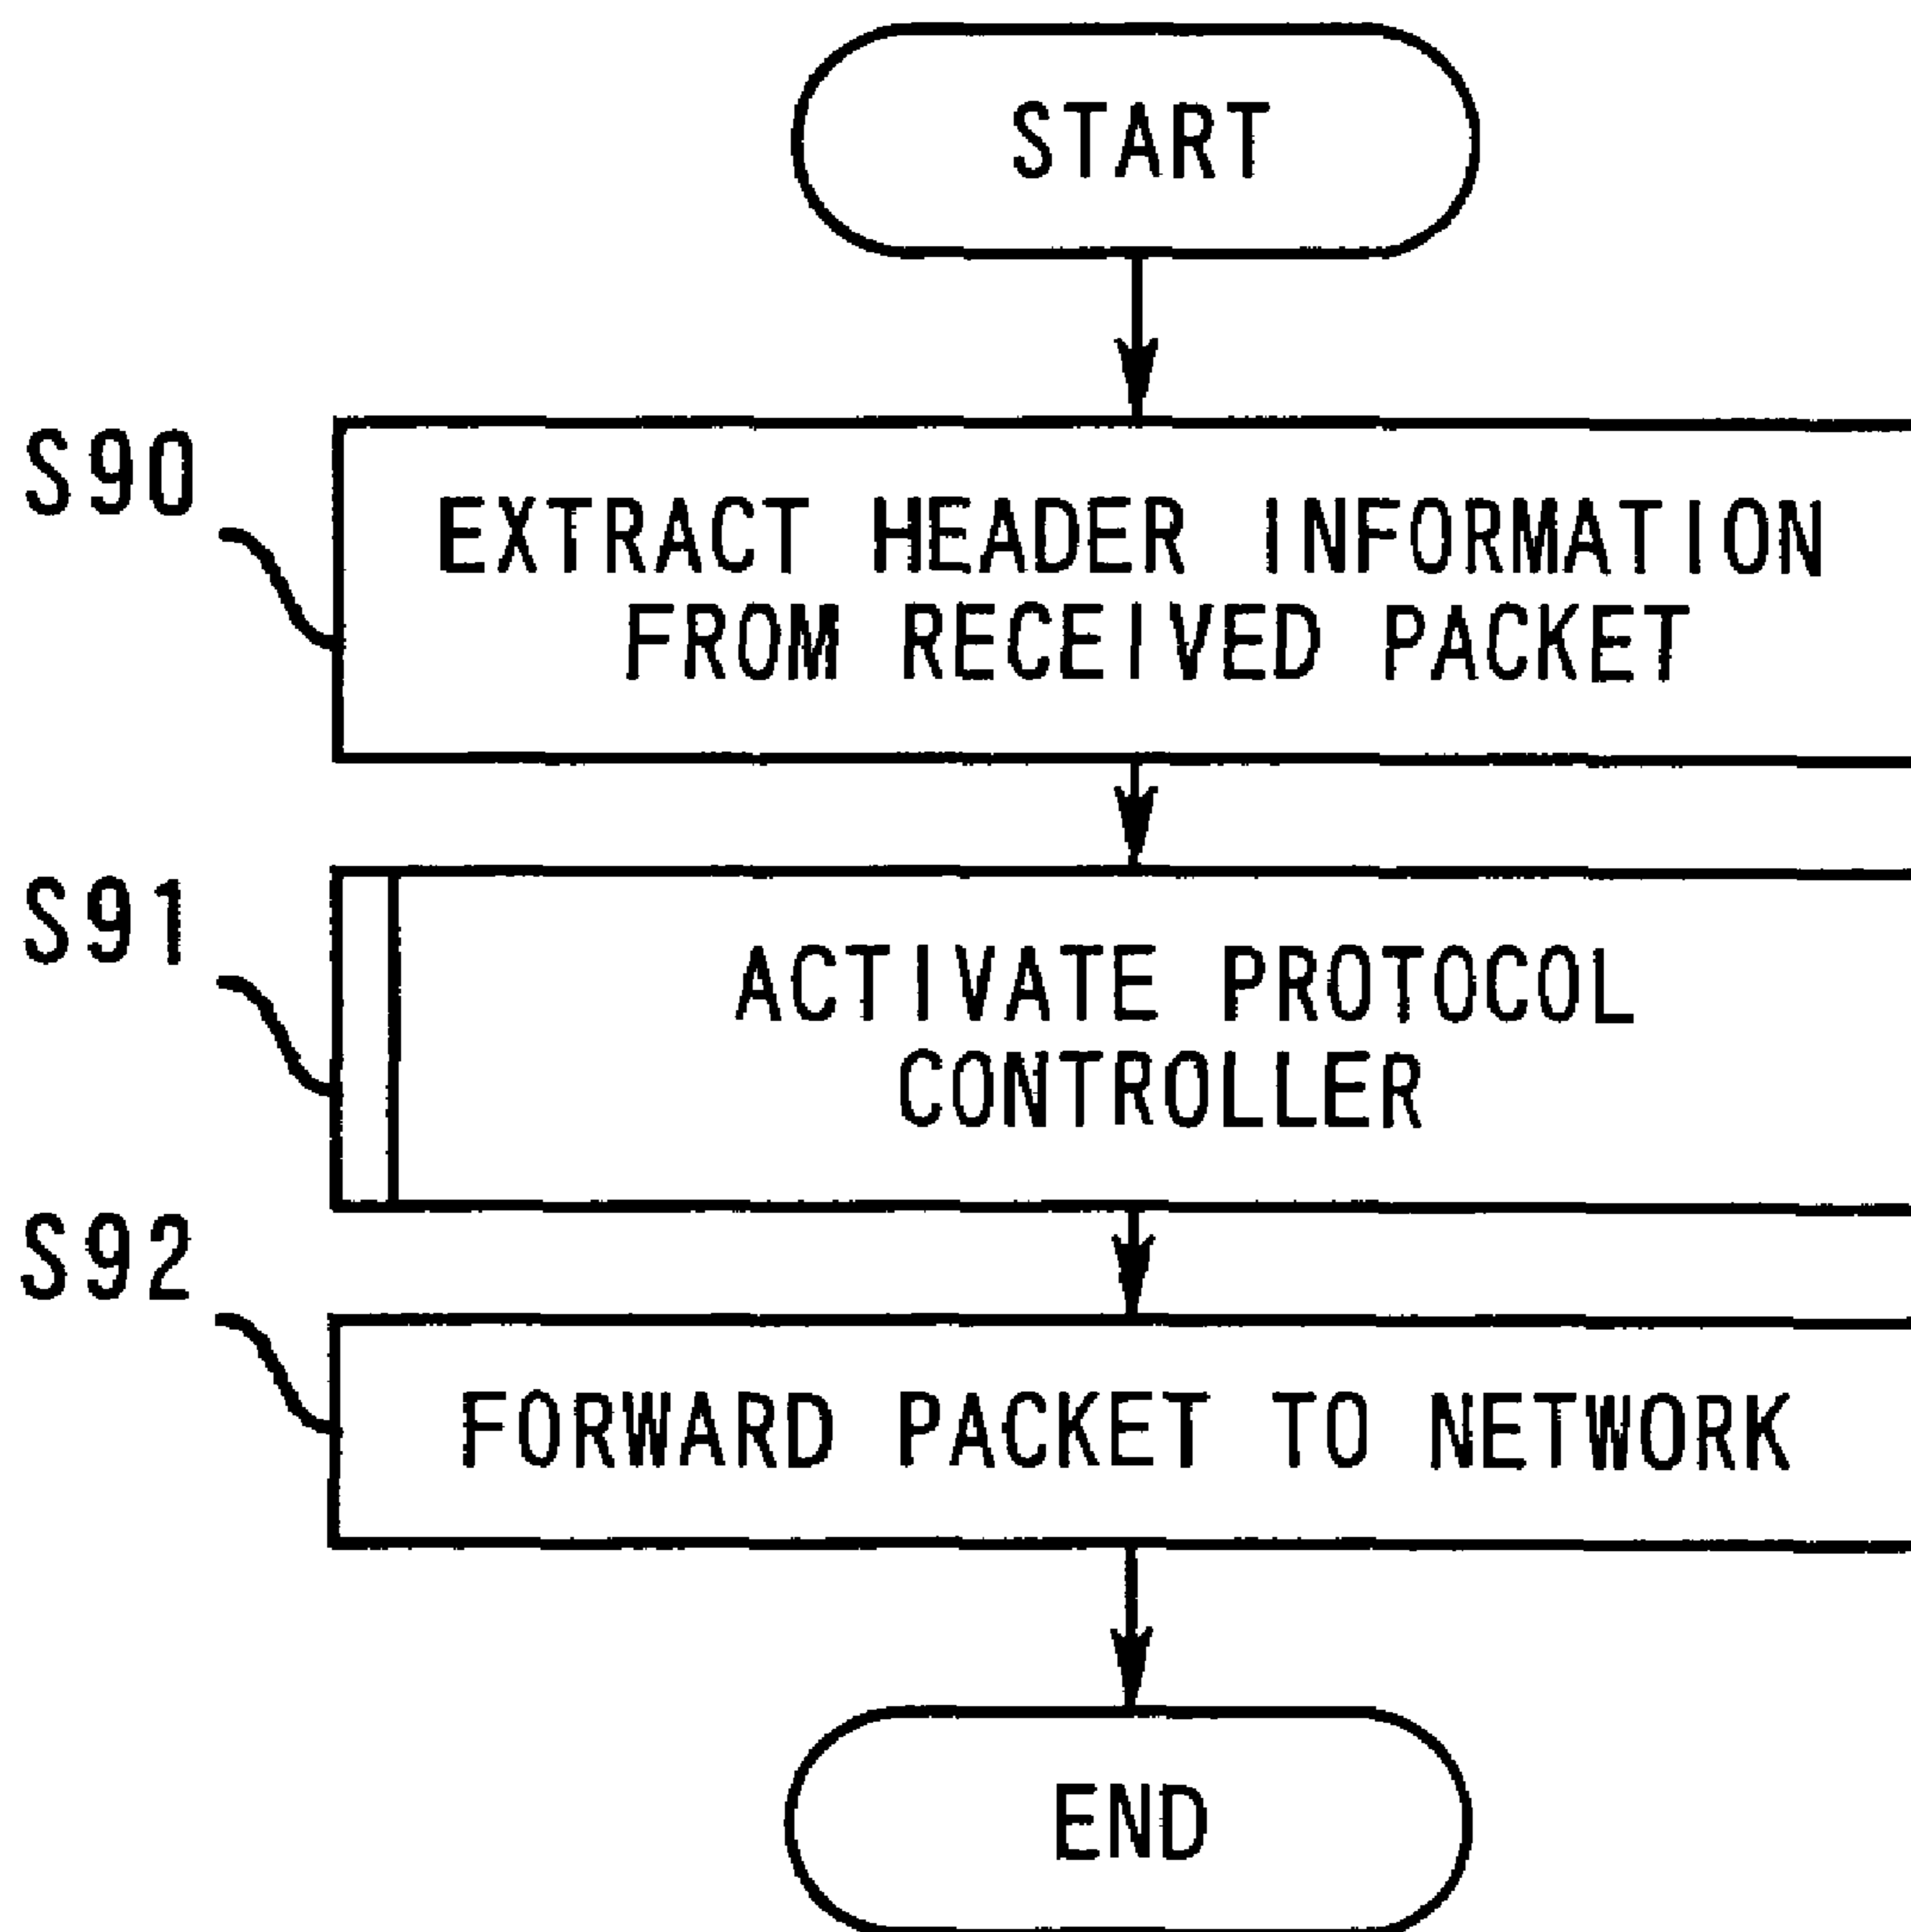 START
S90
EXTRACT HEADER INFORMATION
FROM RECEIVED PACKET
S91
ACTIVATE PROTOCOL
CONTROLLER
S92
FORWARD PACKET TO NETWORK
END